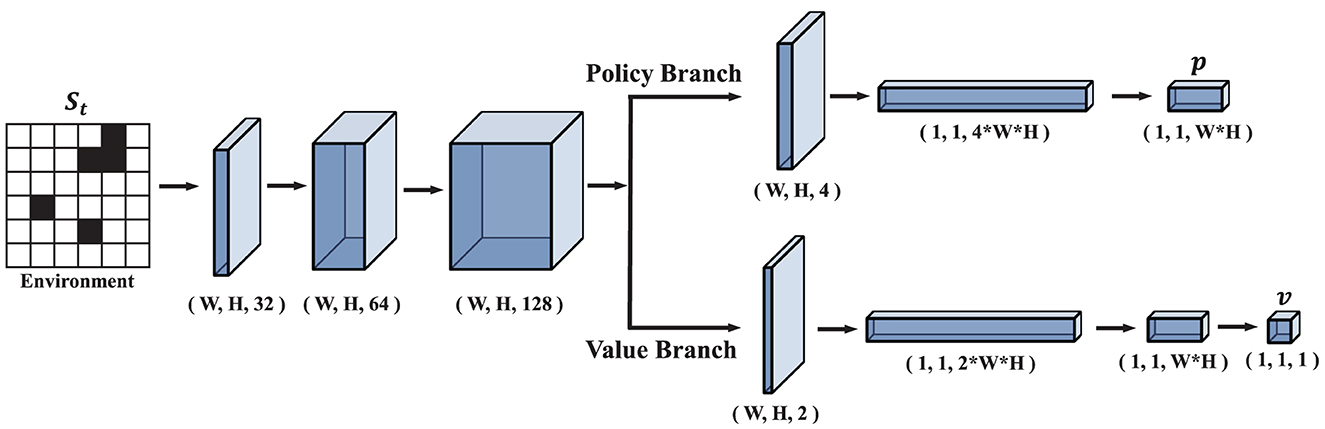 S_t
Environment
( W, H, 32 )
( W, H, 64 )
( W, H, 128 )
Policy Branch
( W, H, 4 )
( 1, 1, 4*W*H )
p
( 1, 1, W*H )
Value Branch
( W, H, 2 )
( 1, 1, 2*W*H )
( 1, 1, W*H )
v
( 1, 1, 1 )